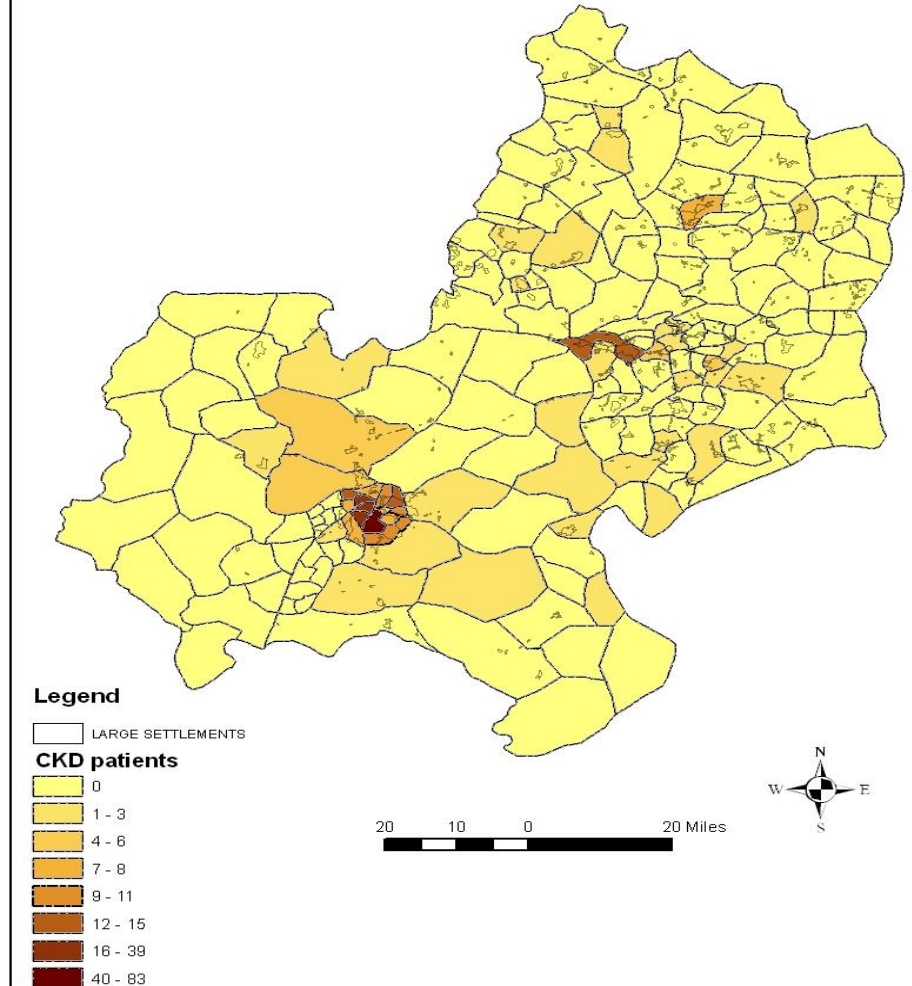 Legend
LARGE SETTLEMENTS
CKD patients
0
1 - 3
4 - 6
7 - 8
9 - 11
12 - 15
16 - 39
40 - 83
N
W E
S
20 10 0 20 Miles